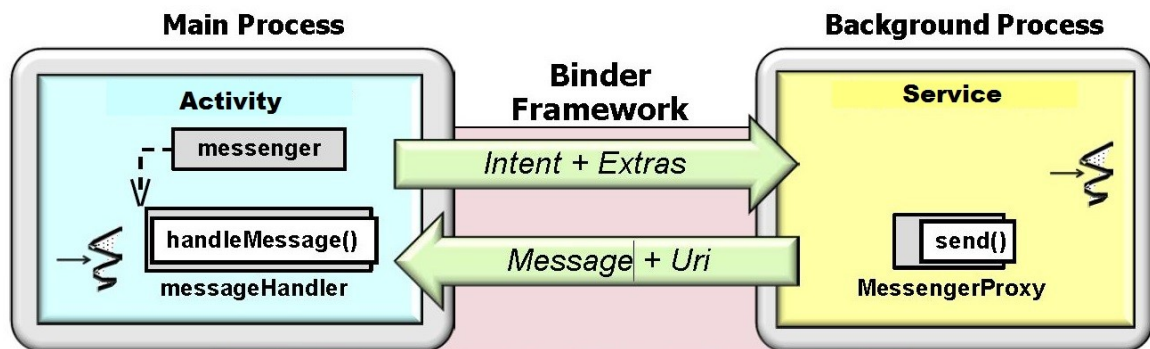 Main Process
Background Process
Binder
Framework
Activity
messenger
handleMessage()
messageHandler
Intent + Extras
Message + Uri
Service
send()
MessengerProxy